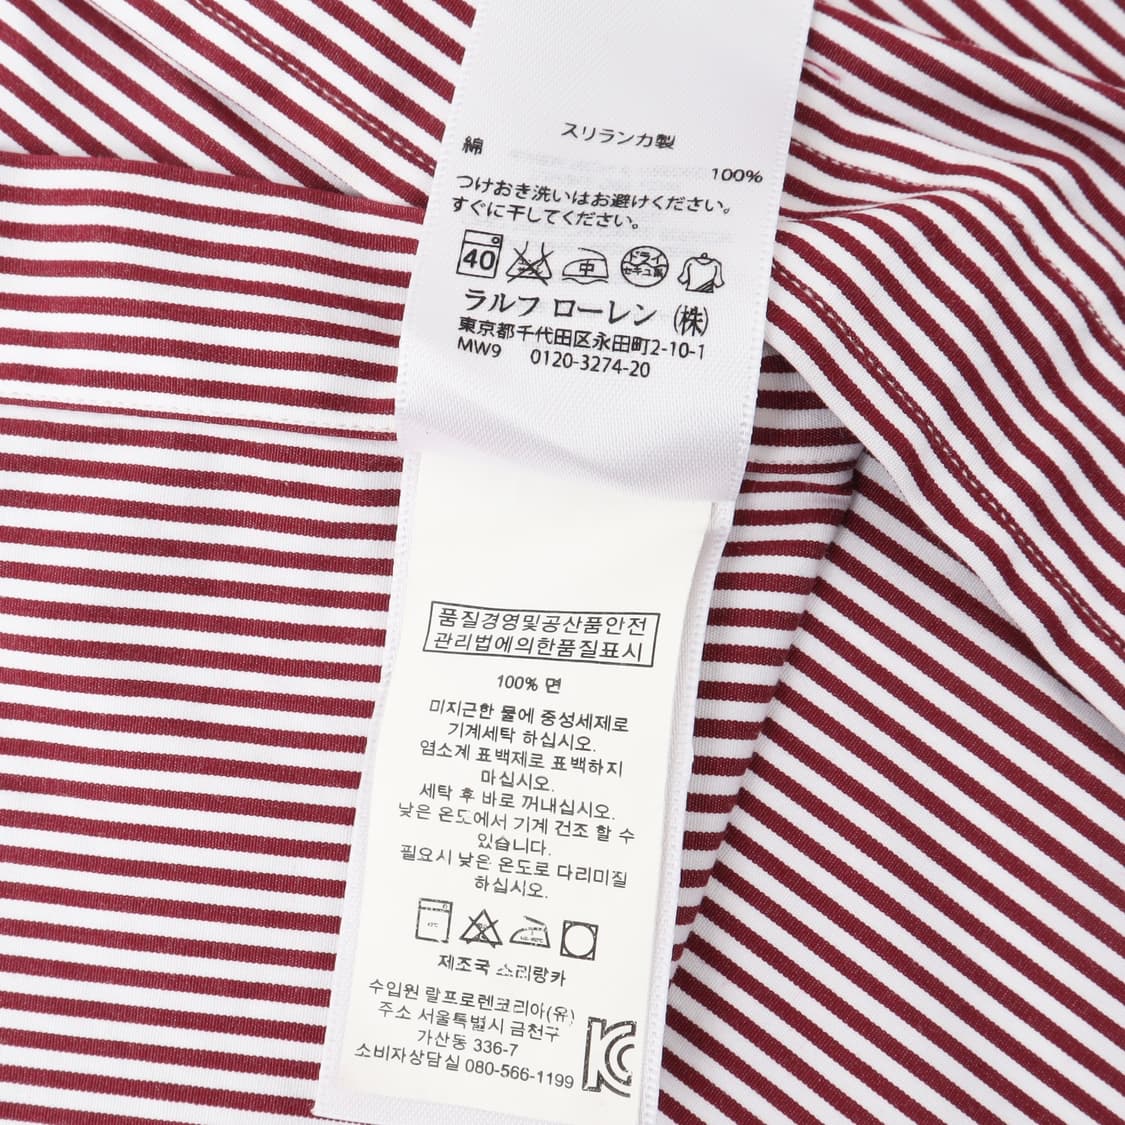 スリランカ製
綿 100%
つけおき洗いはお避けください。
すぐに干してください。
40 中 ドライ セキユ系
ラルフ ローレン (株)
東京都千代田区永田町2-10-1
MW9 0120-3274-20
품질경영및공산품안전
관리법에의한품질표시
100% 면
미지근한 물에 중성세제로
기계세탁 하십시오.
염소계 표백제로 표백하지
마십시오.
세탁 후 바로 꺼내십시오.
낮은 온도에서 기계 건조 할 수
있습니다.
필요시 낮은 온도로 다리미질
하십시오.
제조국 스리랑카
수입원 랄프로렌코리아(유)
주소 서울특별시 금천구
가산동 336-7
소비자상담실 080-566-1199